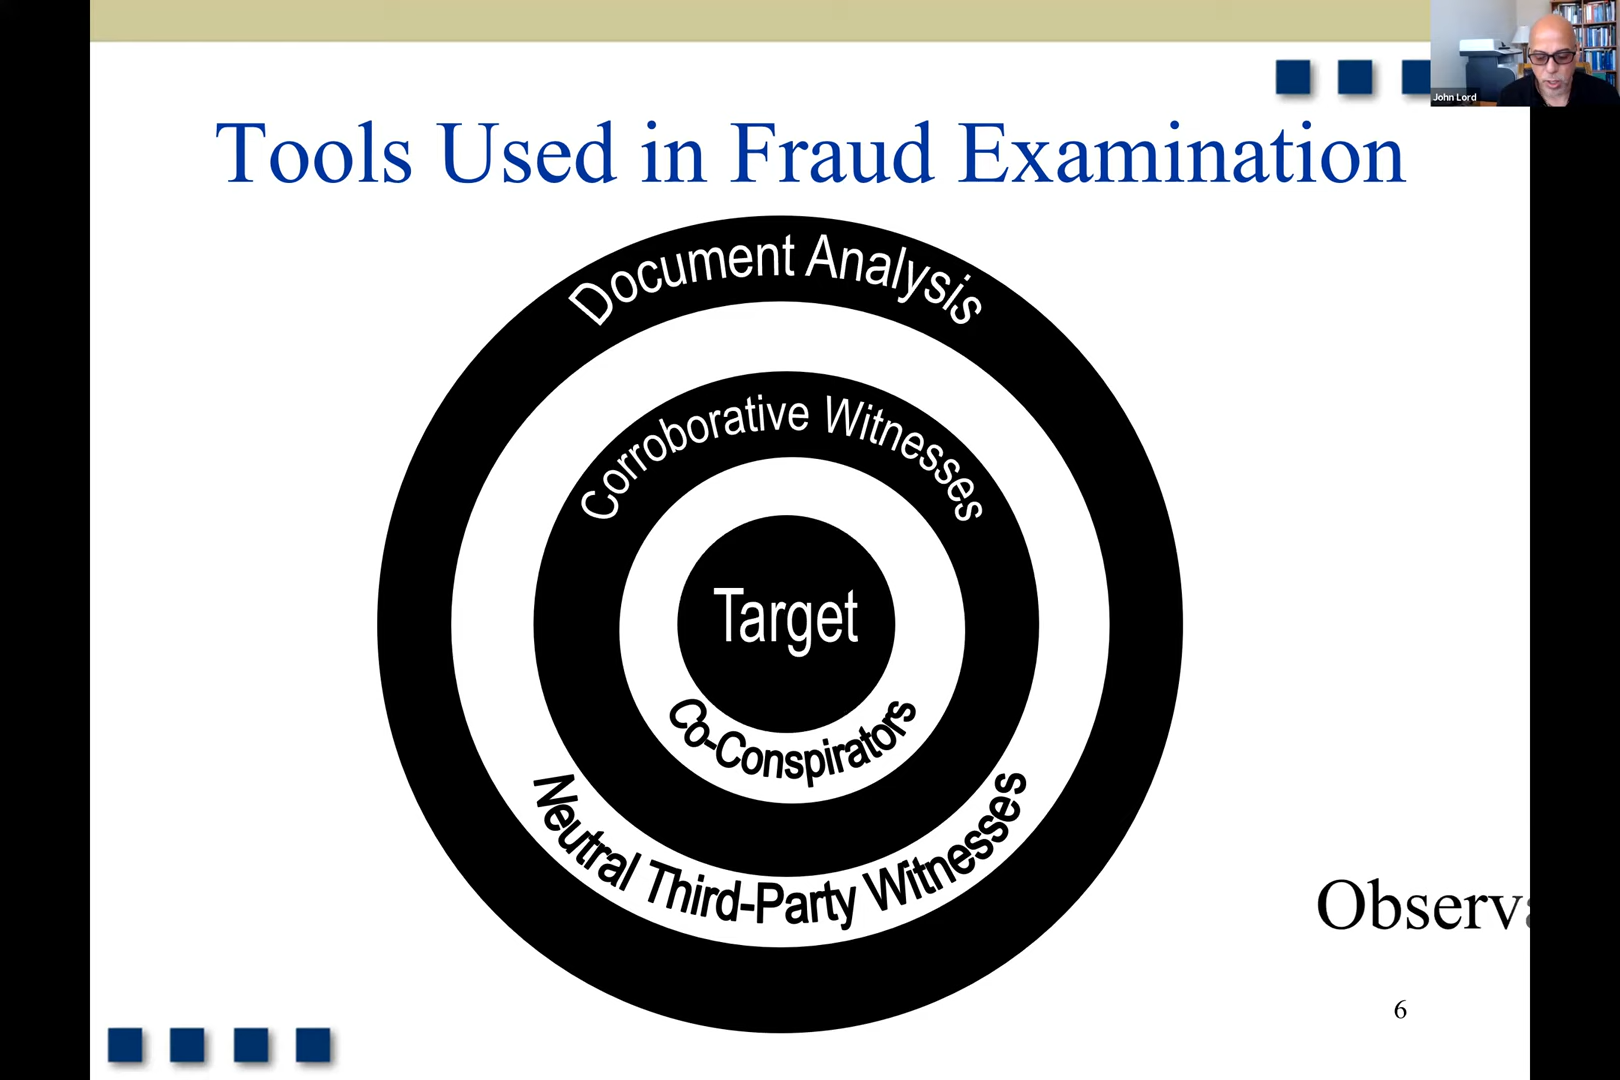 John Lord
Tools Used in Fraud Examination
Document Analysis
Corroborative Witnesses
Target
Co-Conspirators
Neutral Third-Party Witnesses
6